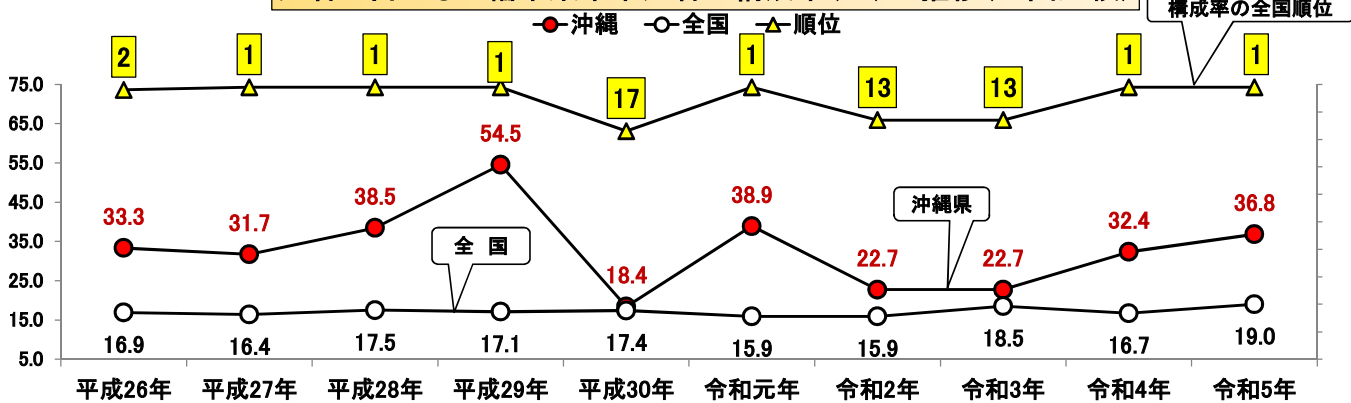 構成率の全国順位
沖縄 全国 順位
2 1 1 1 17 1 13 13 1 1
75.0
65.0
55.0
45.0
35.0
25.0
15.0
5.0
33.3 31.7 38.5 54.5 18.4 38.9 22.7 22.7 32.4 36.8
全 国
沖縄県
16.9 16.4 17.5 17.1 17.4 15.9 15.9 18.5 16.7 19.0
平成26年 平成27年 平成28年 平成29年 平成30年 令和元年 令和2年 令和3年 令和4年 令和5年